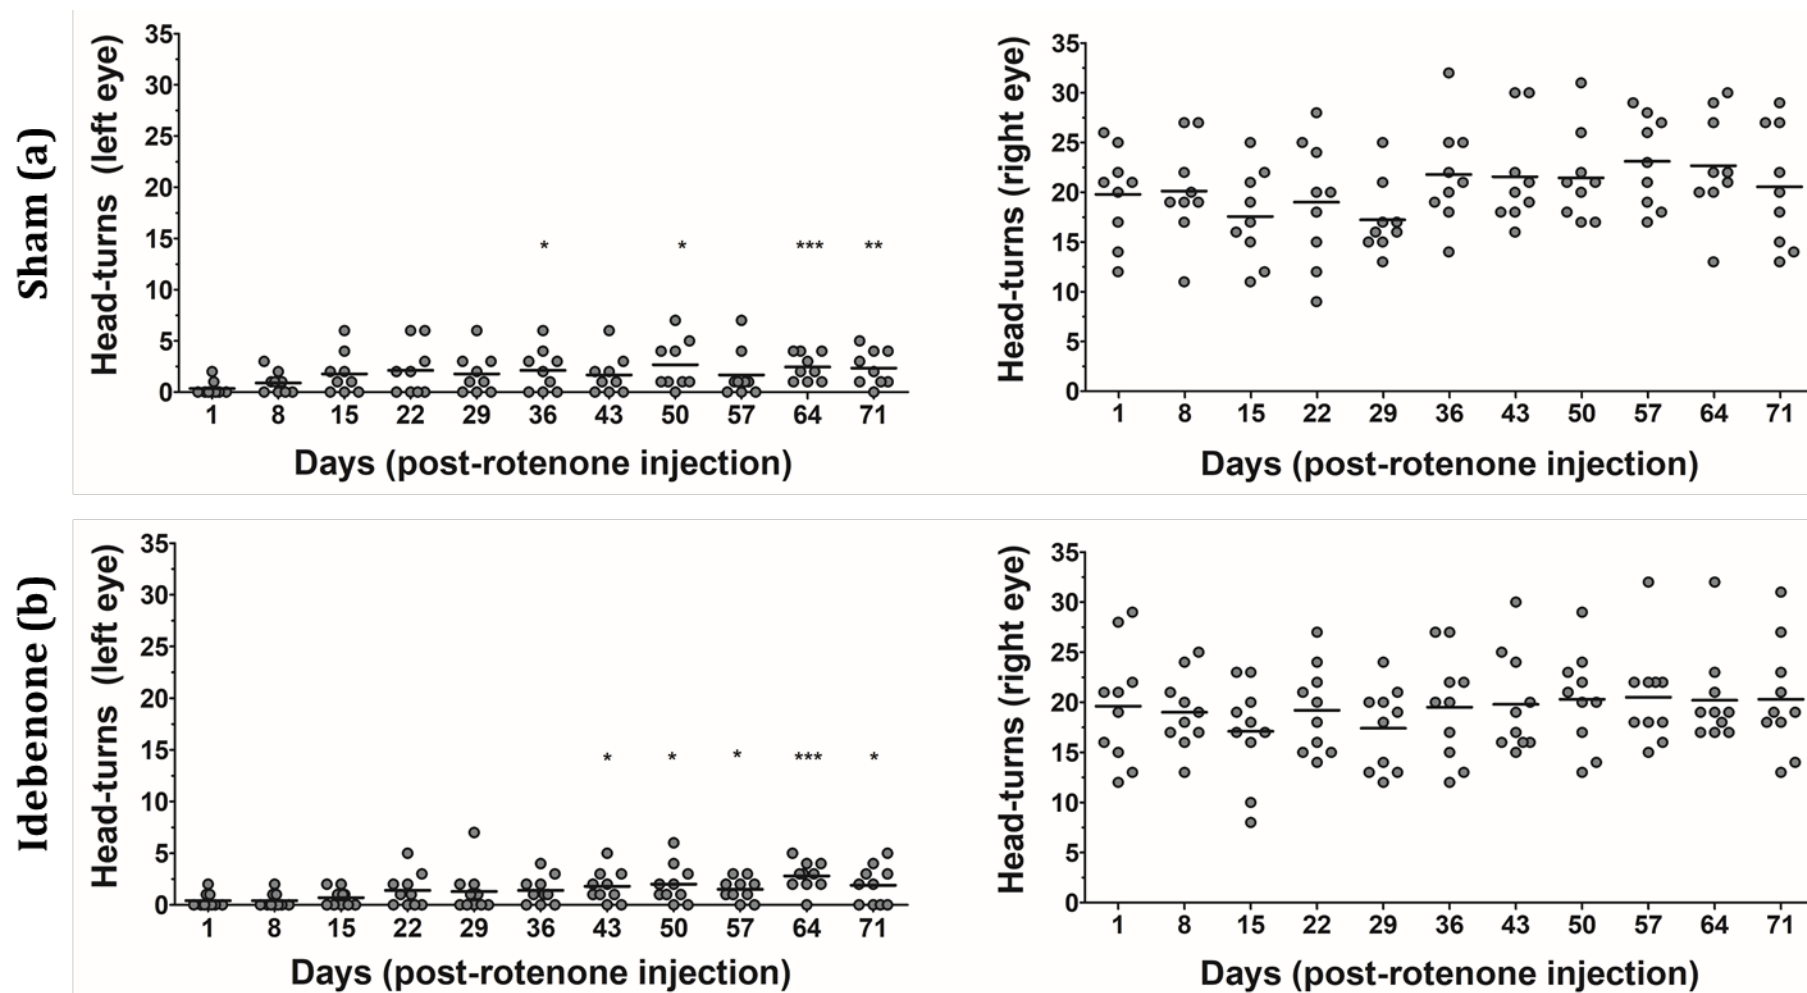 Sham (a)
Head-turns (left eye)
35
30
25
20
15
10
5
0
* * *** **
1 8 15 22 29 36 43 50 57 64 71
Days (post-rotenone injection)
Head-turns (right eye)
35
30
25
20
15
10
5
0
1 8 15 22 29 36 43 50 57 64 71
Days (post-rotenone injection)
Idebenone (b)
Head-turns (left eye)
35
30
25
20
15
10
5
0
* * * *** *
1 8 15 22 29 36 43 50 57 64 71
Days (post-rotenone injection)
Head-turns (right eye)
35
30
25
20
15
10
5
0
1 8 15 22 29 36 43 50 57 64 71
Days (post-rotenone injection)